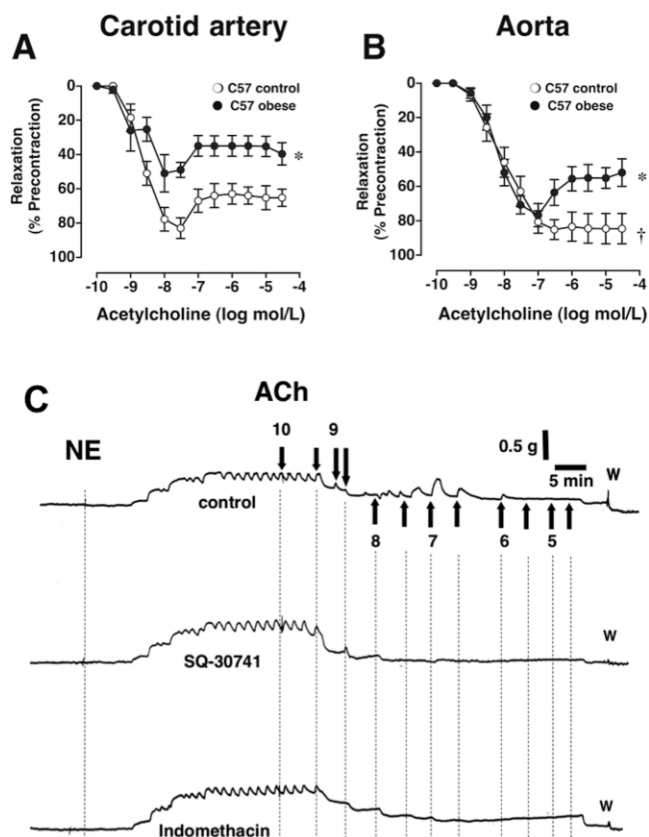 Carotid artery
Aorta
A
B
C57 control
C57 obese
C57 control
C57 obese
Relaxation
(% Precontraction)
0
20
40
60
80
100
*
-10 -9 -8 -7 -6 -5 -4
Acetylcholine (log mol/L)
Relaxation
(% Precontraction)
0
20
40
60
80
100
*
†
-10 -9 -8 -7 -6 -5 -4
Acetylcholine (log mol/L)
C
ACh
10 9
NE
0.5 g
5 min
W
control
8 7 6 5
W
SQ-30741
W
Indomethacin